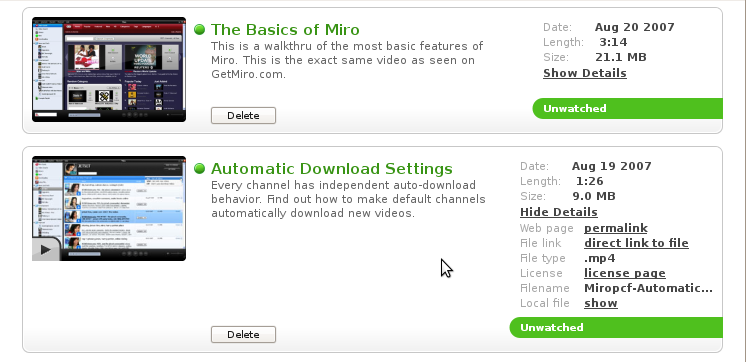 The Basics of Miro
This is a walkthru of the most basic features of
Miro. This is the exact same video as seen on
GetMiro.com.
Delete
Date: Aug 20 2007
Length: 3:14
Size: 21.1 MB
Show Details
Unwatched
Automatic Download Settings
Every channel has independent auto-download
behavior. Find out how to make default channels
automatically download new videos.
Delete
Date: Aug 19 2007
Length: 1:26
Size: 9.0 MB
Hide Details
Web page permalink
File link direct link to file
File type .mp4
License license page
Filename Miropcf-Automatic...
Local file show
Unwatched